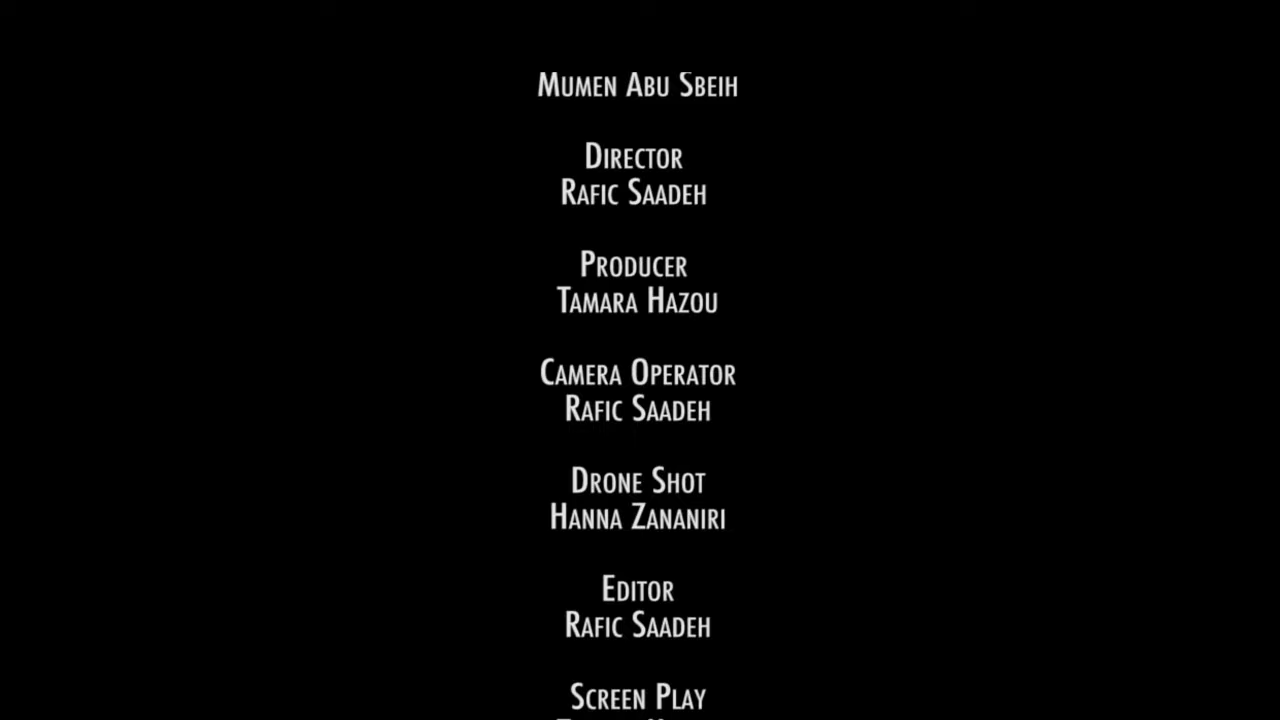 Mumen Abu Sbeih
Director
Rafic Saadeh
Producer
Tamara Hazou
Camera Operator
Rafic Saadeh
Drone Shot
Hanna Zananiri
Editor
Rafic Saadeh
Screen Play